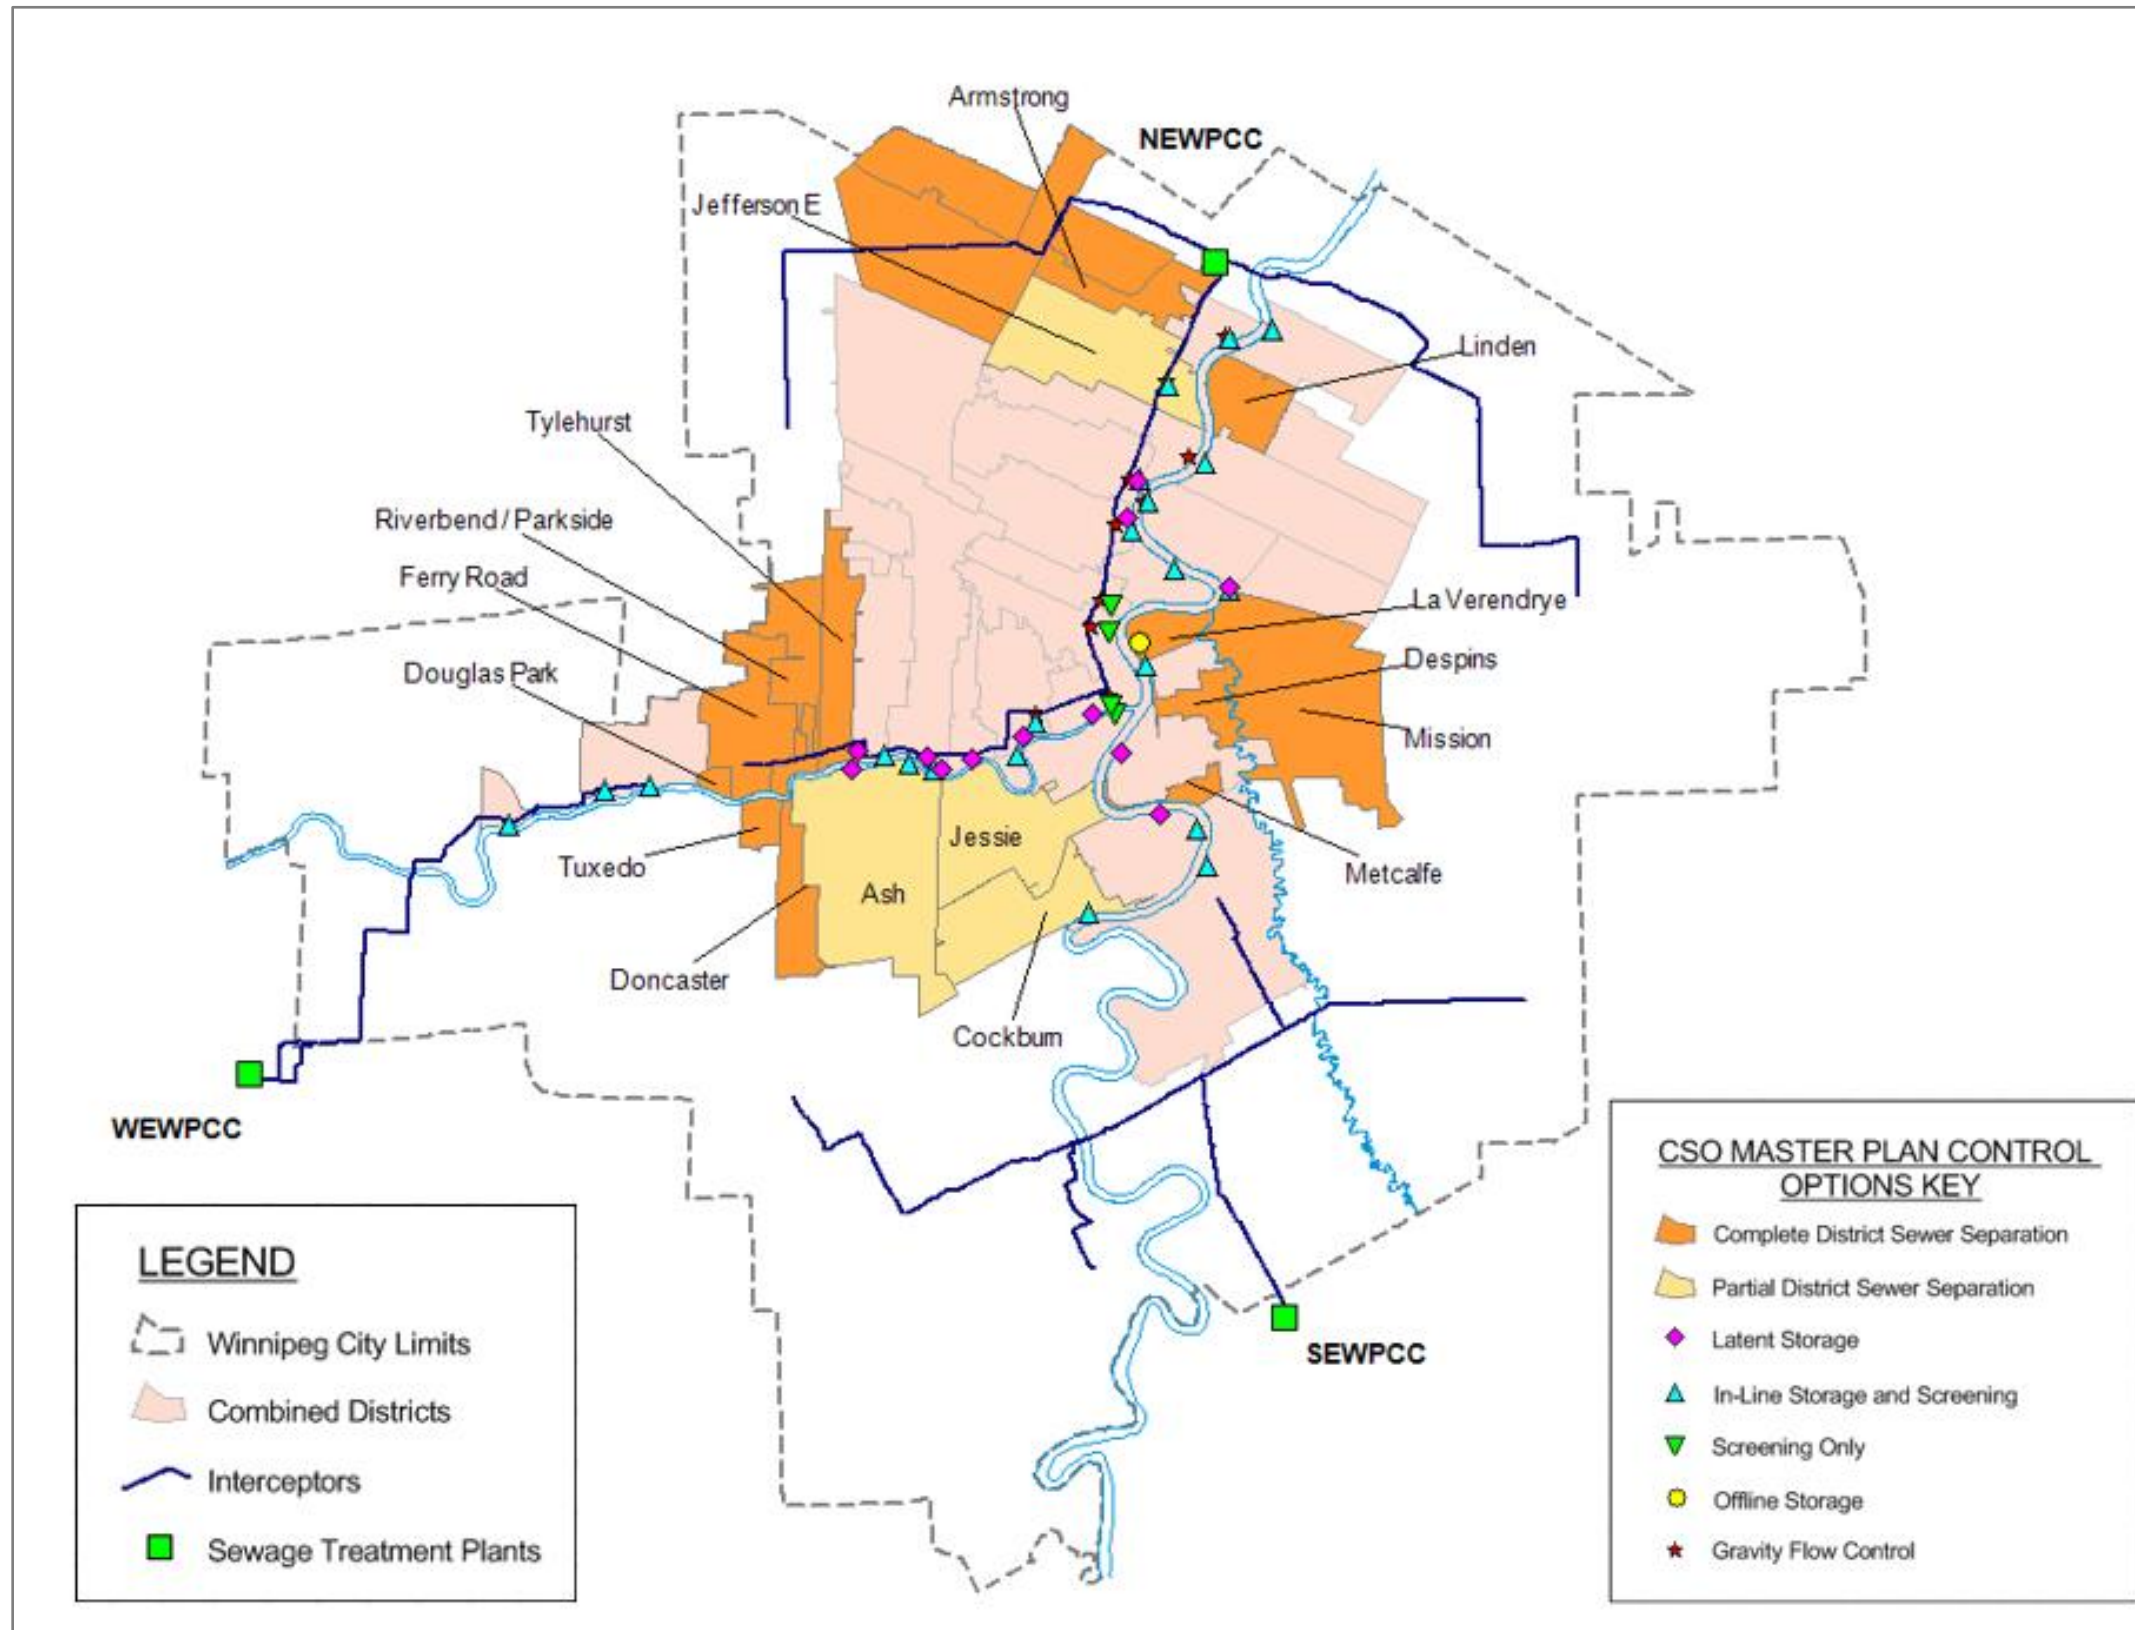 Armstrong
NEWPCC
Jefferson E
Linden
Tylehurst
Riverbend / Parkside
Ferry Road
La Verendrye
Despins
Douglas Park
Mission
Jessie
Tuxedo
Ash
Metcalfe
Doncaster
Cockburn
WEWPCC
SEWPCC
LEGEND
Winnipeg City Limits
Combined Districts
Interceptors
Sewage Treatment Plants
CSO MASTER PLAN CONTROL
OPTIONS KEY
Complete District Sewer Separation
Partial District Sewer Separation
Latent Storage
In-Line Storage and Screening
Screening Only
Offline Storage
Gravity Flow Control